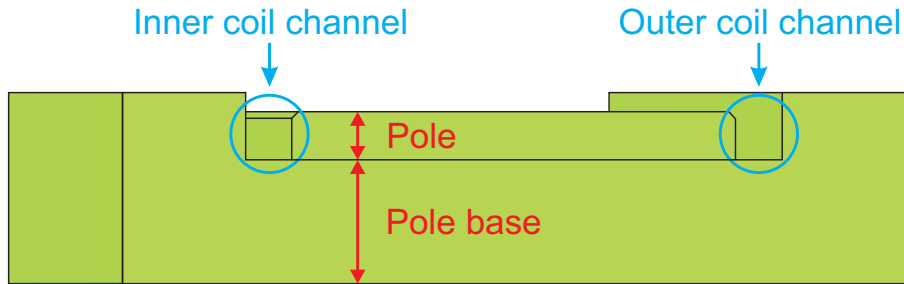 Inner coil channel
Outer coil channel
Pole
Pole base